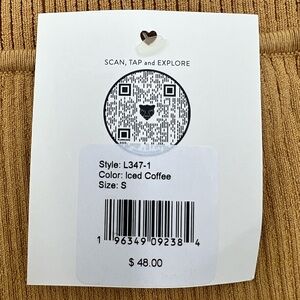 SCAN, TAP and EXPLORE
Style: L347-1
Color: Iced Coffee
Size: S
1 96349 09238 4
$ 48.00